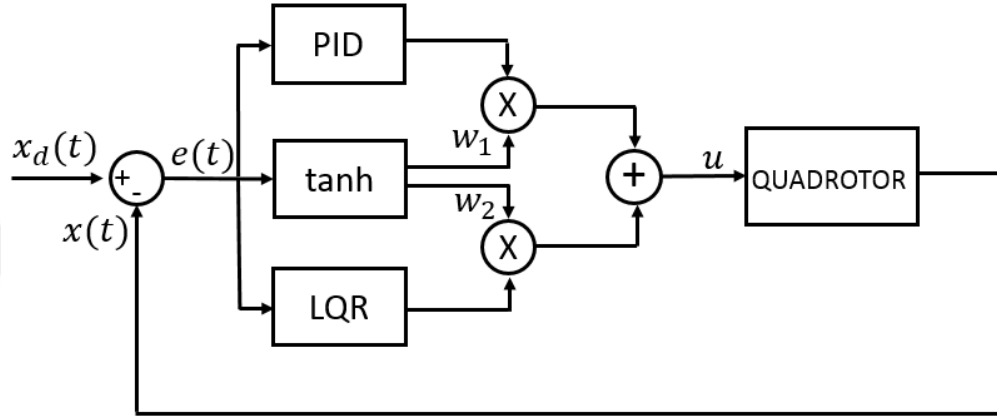 PID
X
x_d(t)
e(t)
w_1
+
-
tanh
+
u
QUADROTOR
w_2
x(t)
X
LQR